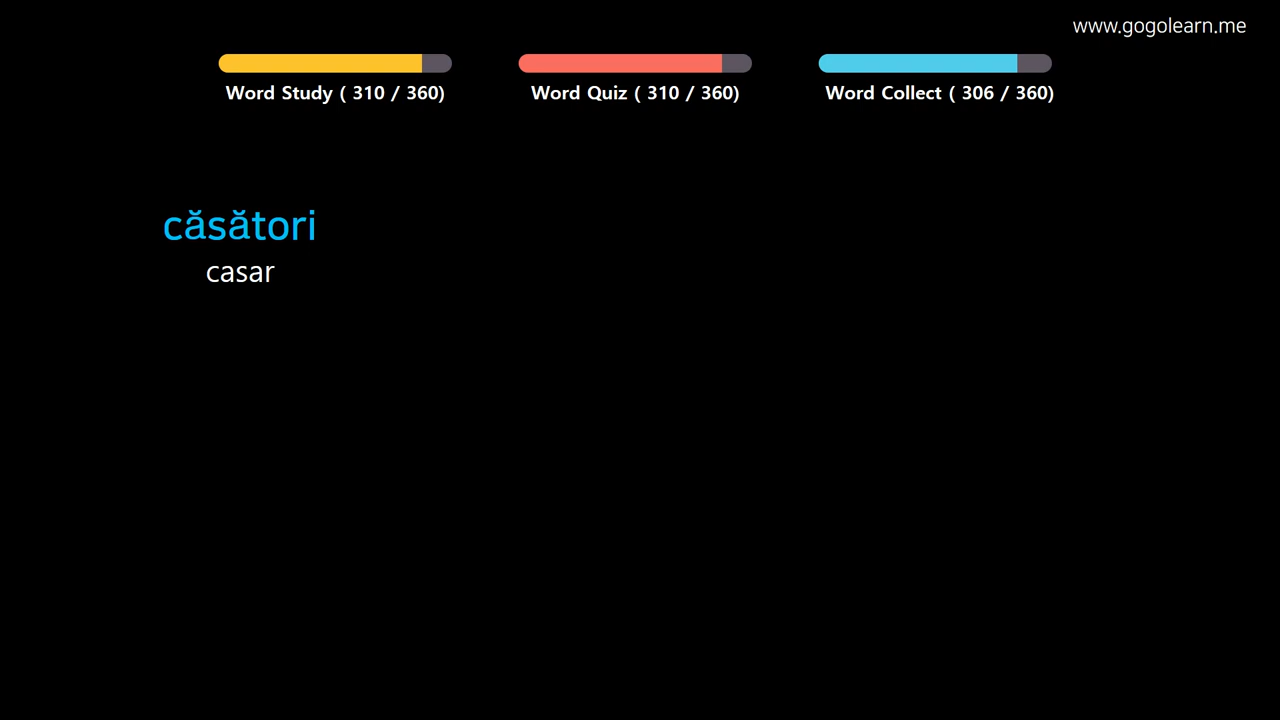 www.gogolearn.me
Word Study ( 310 / 360)
Word Quiz ( 310 / 360)
Word Collect ( 306 / 360)
căsători
casar